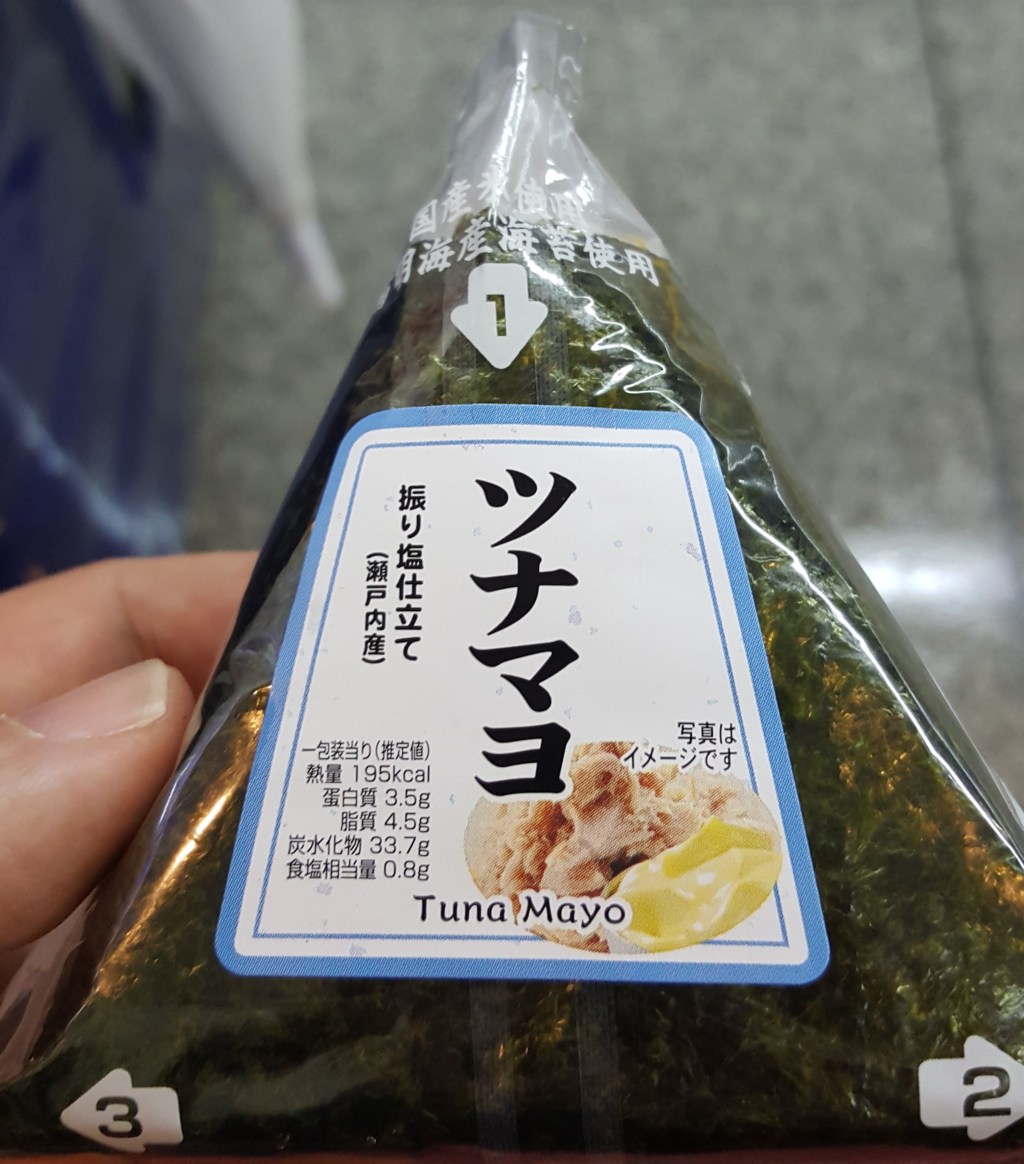 国産米使用
有明海産海苔使用
1
ツナマヨ
振り塩仕立て
(瀬戸内産)
写真は
イメージです
一包装当り(推定値)
熱量 195kcal
蛋白質 3.5g
脂質 4.5g
炭水化物 33.7g
食塩相当量 0.8g
Tuna Mayo
3
2